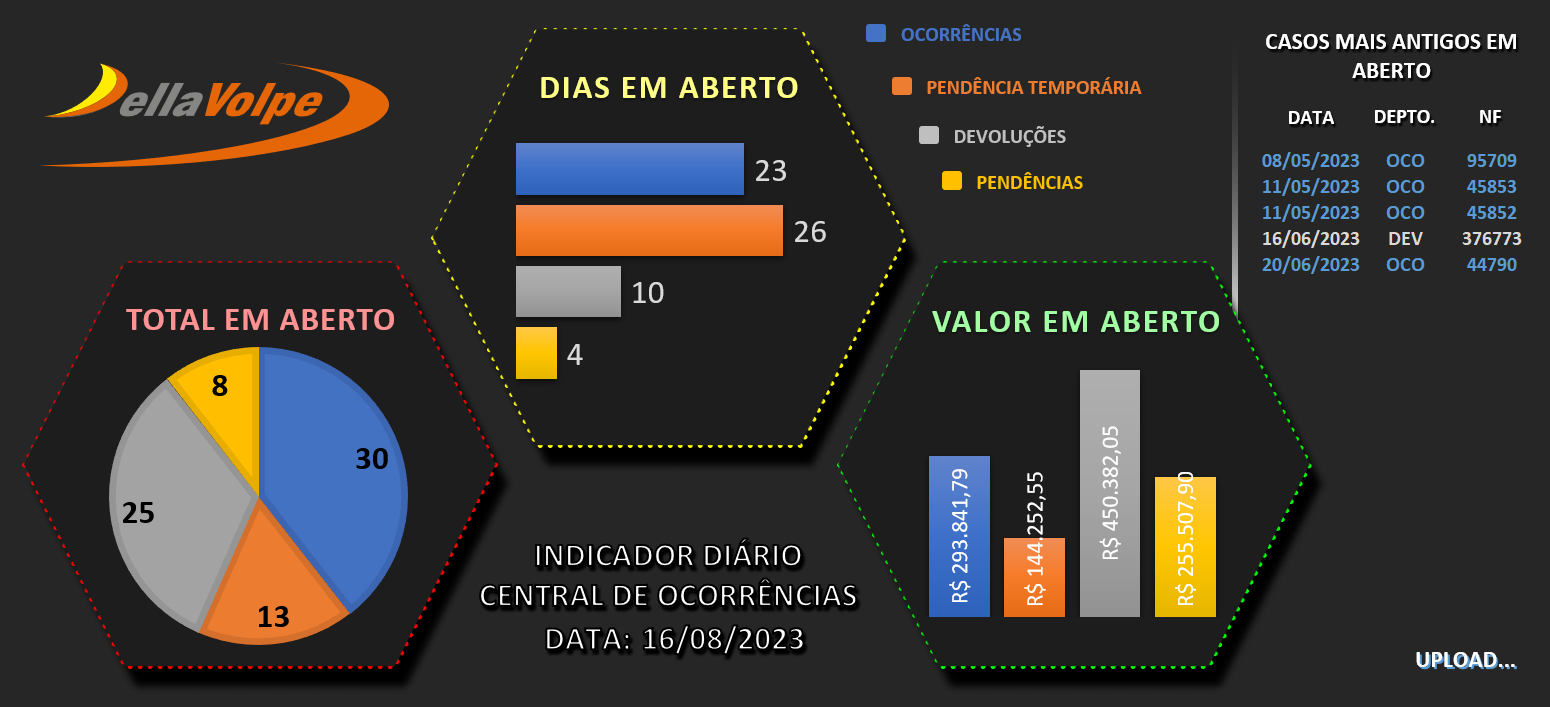 ellaVolpe
DIAS EM ABERTO
23
26
10
4
OCORRÊNCIAS
PENDÊNCIA TEMPORÁRIA
DEVOLUÇÕES
PENDÊNCIAS
CASOS MAIS ANTIGOS EM
ABERTO
DATA DEPTO. NF
08/05/2023 OCO 95709
11/05/2023 OCO 45853
11/05/2023 OCO 45852
16/06/2023 DEV 376773
20/06/2023 OCO 44790
TOTAL EM ABERTO
8
30
25
13
VALOR EM ABERTO
R$ 293.841,79
R$ 144.252,55
R$ 450.382,05
R$ 255.507,90
INDICADOR DIÁRIO
CENTRAL DE OCORRÊNCIAS
DATA: 16/08/2023
UPLOAD...